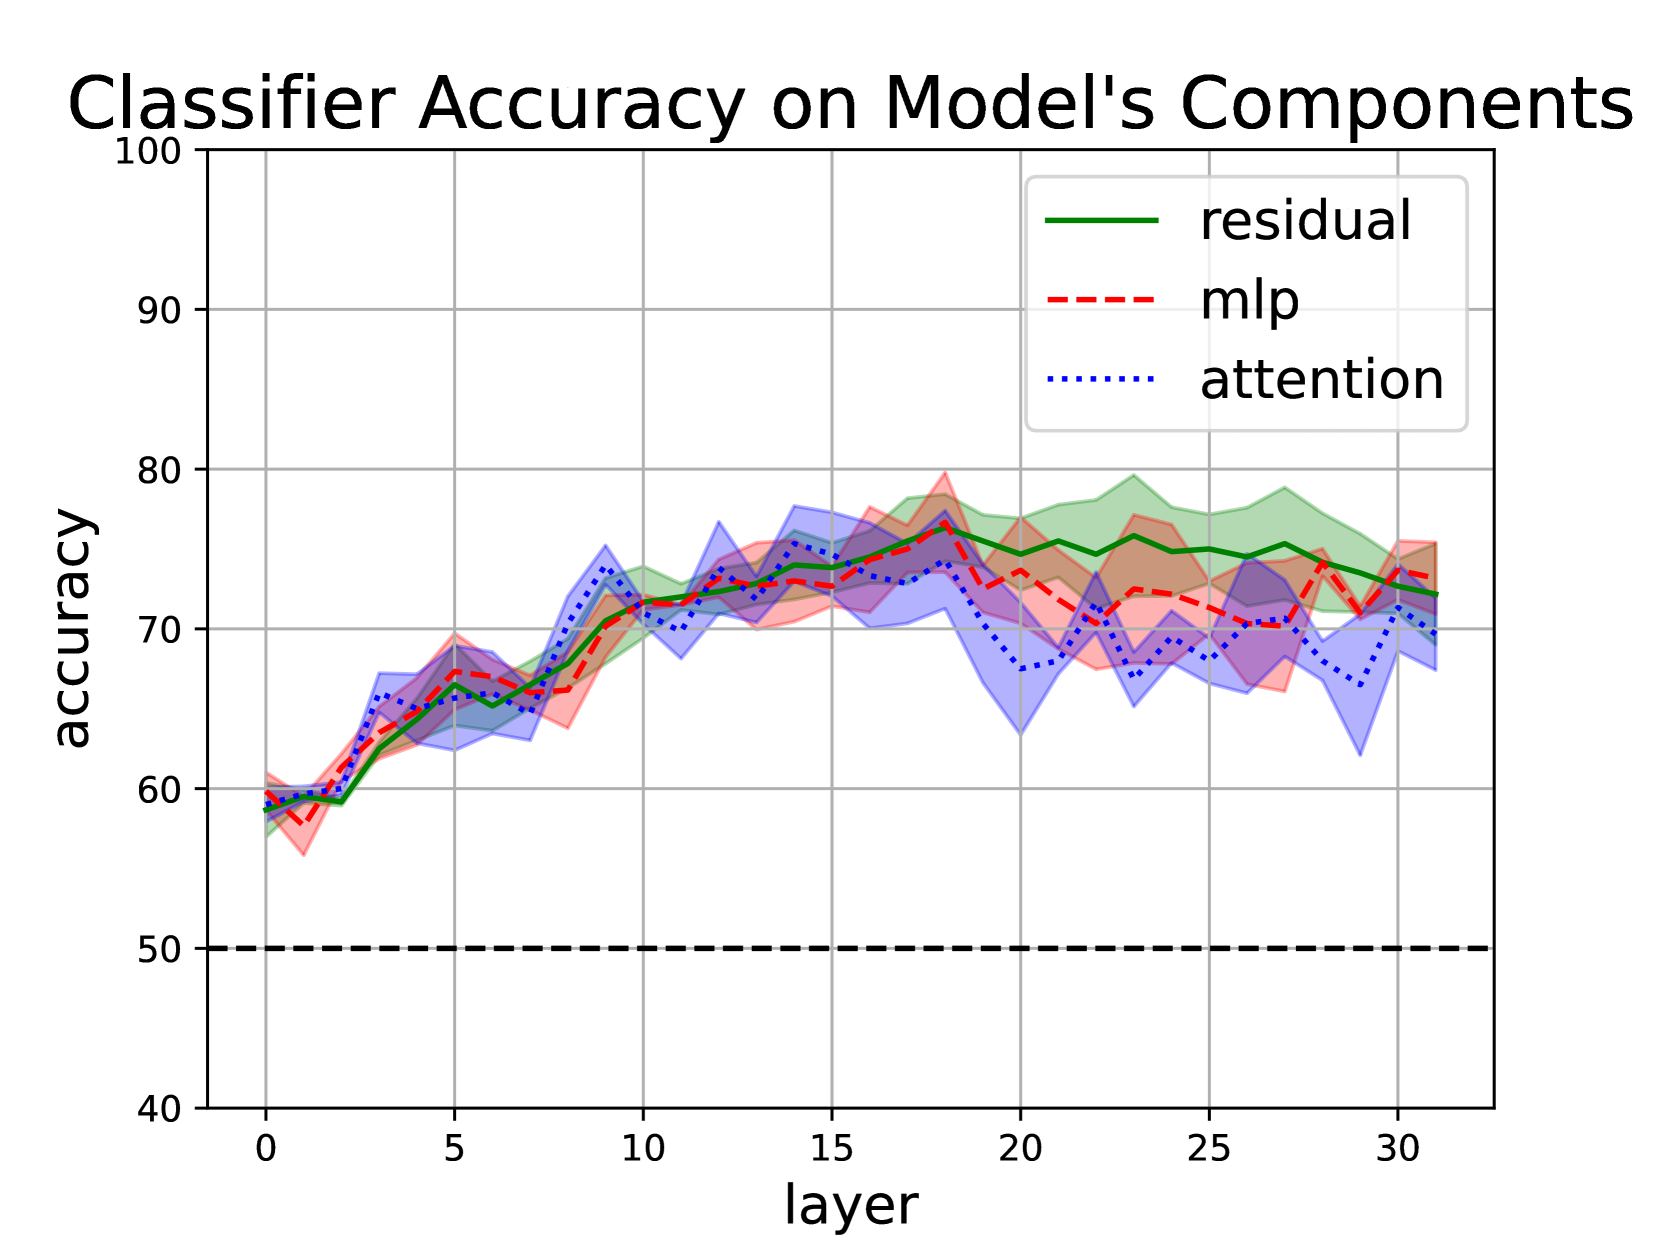 Classifier Accuracy on Model's Components
100
90
80
70
60
50
40
accuracy
residual
mlp
attention
0 5 10 15 20 25 30
layer